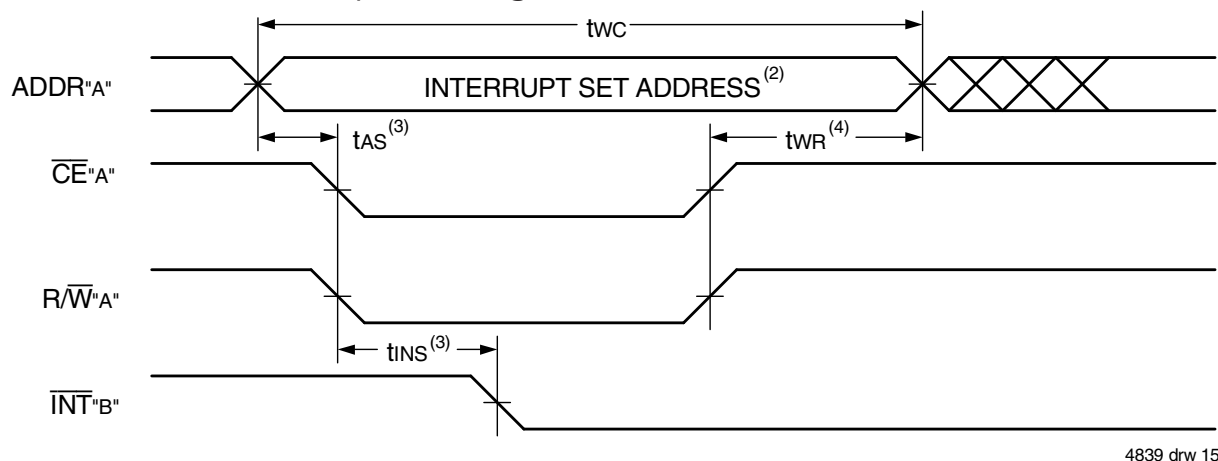 tWC
ADDR"A"
INTERRUPT SET ADDRESS(2)
tAS(3)
tWR(4)
CE"A"
R/W"A"
tINS(3)
INT"B"
4839 drw 15